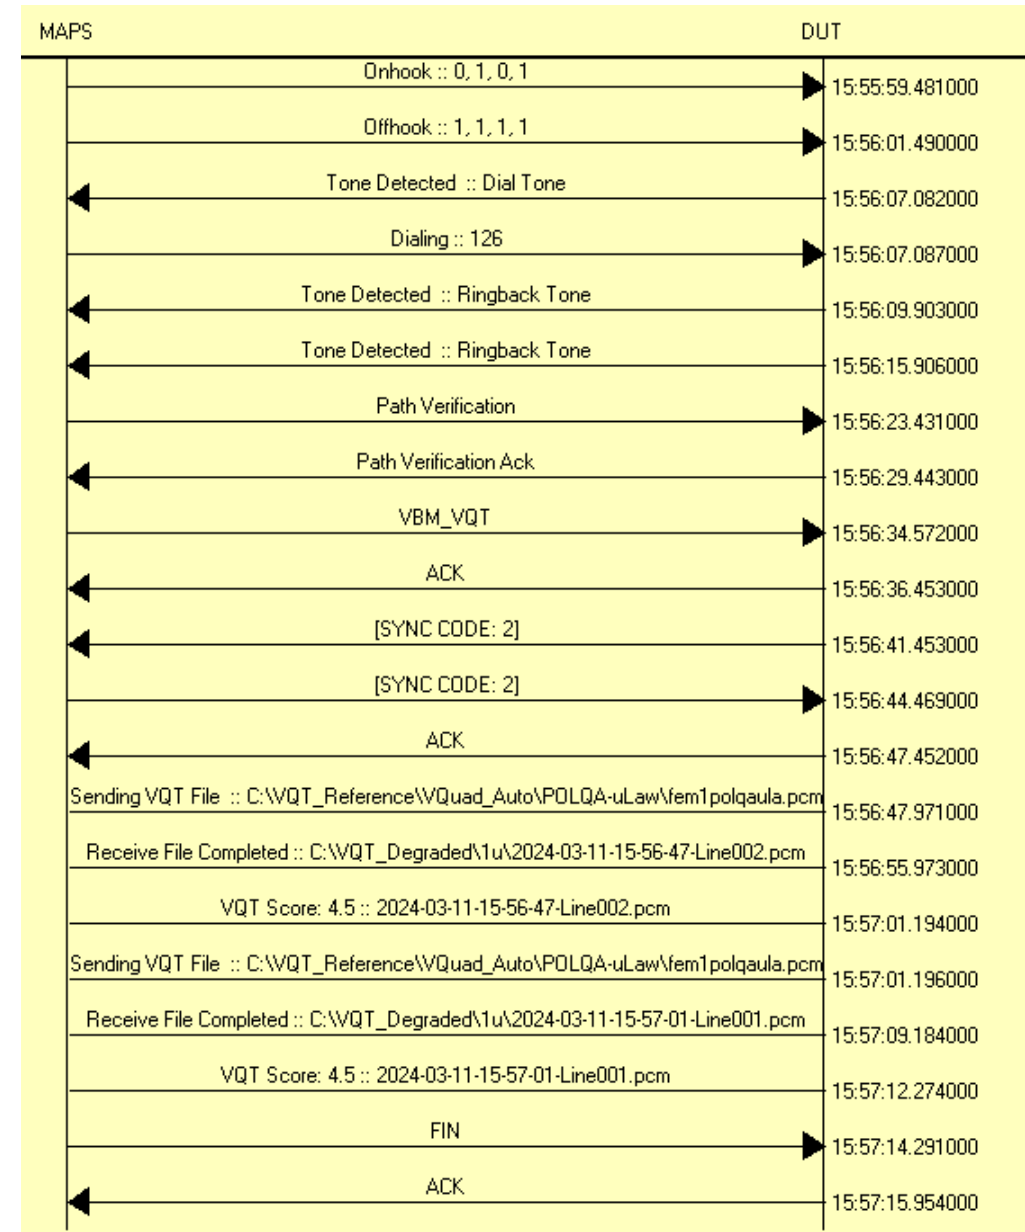 MAPS DUT
Onhook :: 0, 1, 0, 1
15:55:59.481000
Offhook :: 1, 1, 1, 1
15:56:01.490000
Tone Detected :: Dial Tone
15:56:07.082000
Dialing :: 126
15:56:07.087000
Tone Detected :: Ringback Tone
15:56:09.903000
Tone Detected :: Ringback Tone
15:56:15.906000
Path Verification
15:56:23.431000
Path Verification Ack
15:56:29.443000
VBM_VQT
15:56:34.572000
ACK
15:56:36.453000
[SYNC CODE: 2]
15:56:41.453000
[SYNC CODE: 2]
15:56:44.469000
ACK
15:56:47.452000
Sending VQT File :: C:\VQT_Reference\VQuad_Auto\POLQA-uLaw\fem1polqaula.pcm
15:56:47.971000
Receive File Completed :: C:\VQT_Degraded\1u\2024-03-11-15-56-47-Line002.pcm
15:56:55.973000
VQT Score: 4.5 :: 2024-03-11-15-56-47-Line002.pcm
15:57:01.194000
Sending VQT File :: C:\VQT_Reference\VQuad_Auto\POLQA-uLaw\fem1polqaula.pcm
15:57:01.196000
Receive File Completed :: C:\VQT_Degraded\1u\2024-03-11-15-57-01-Line001.pcm
15:57:09.184000
VQT Score: 4.5 :: 2024-03-11-15-57-01-Line001.pcm
15:57:12.274000
FIN
15:57:14.291000
ACK
15:57:15.954000